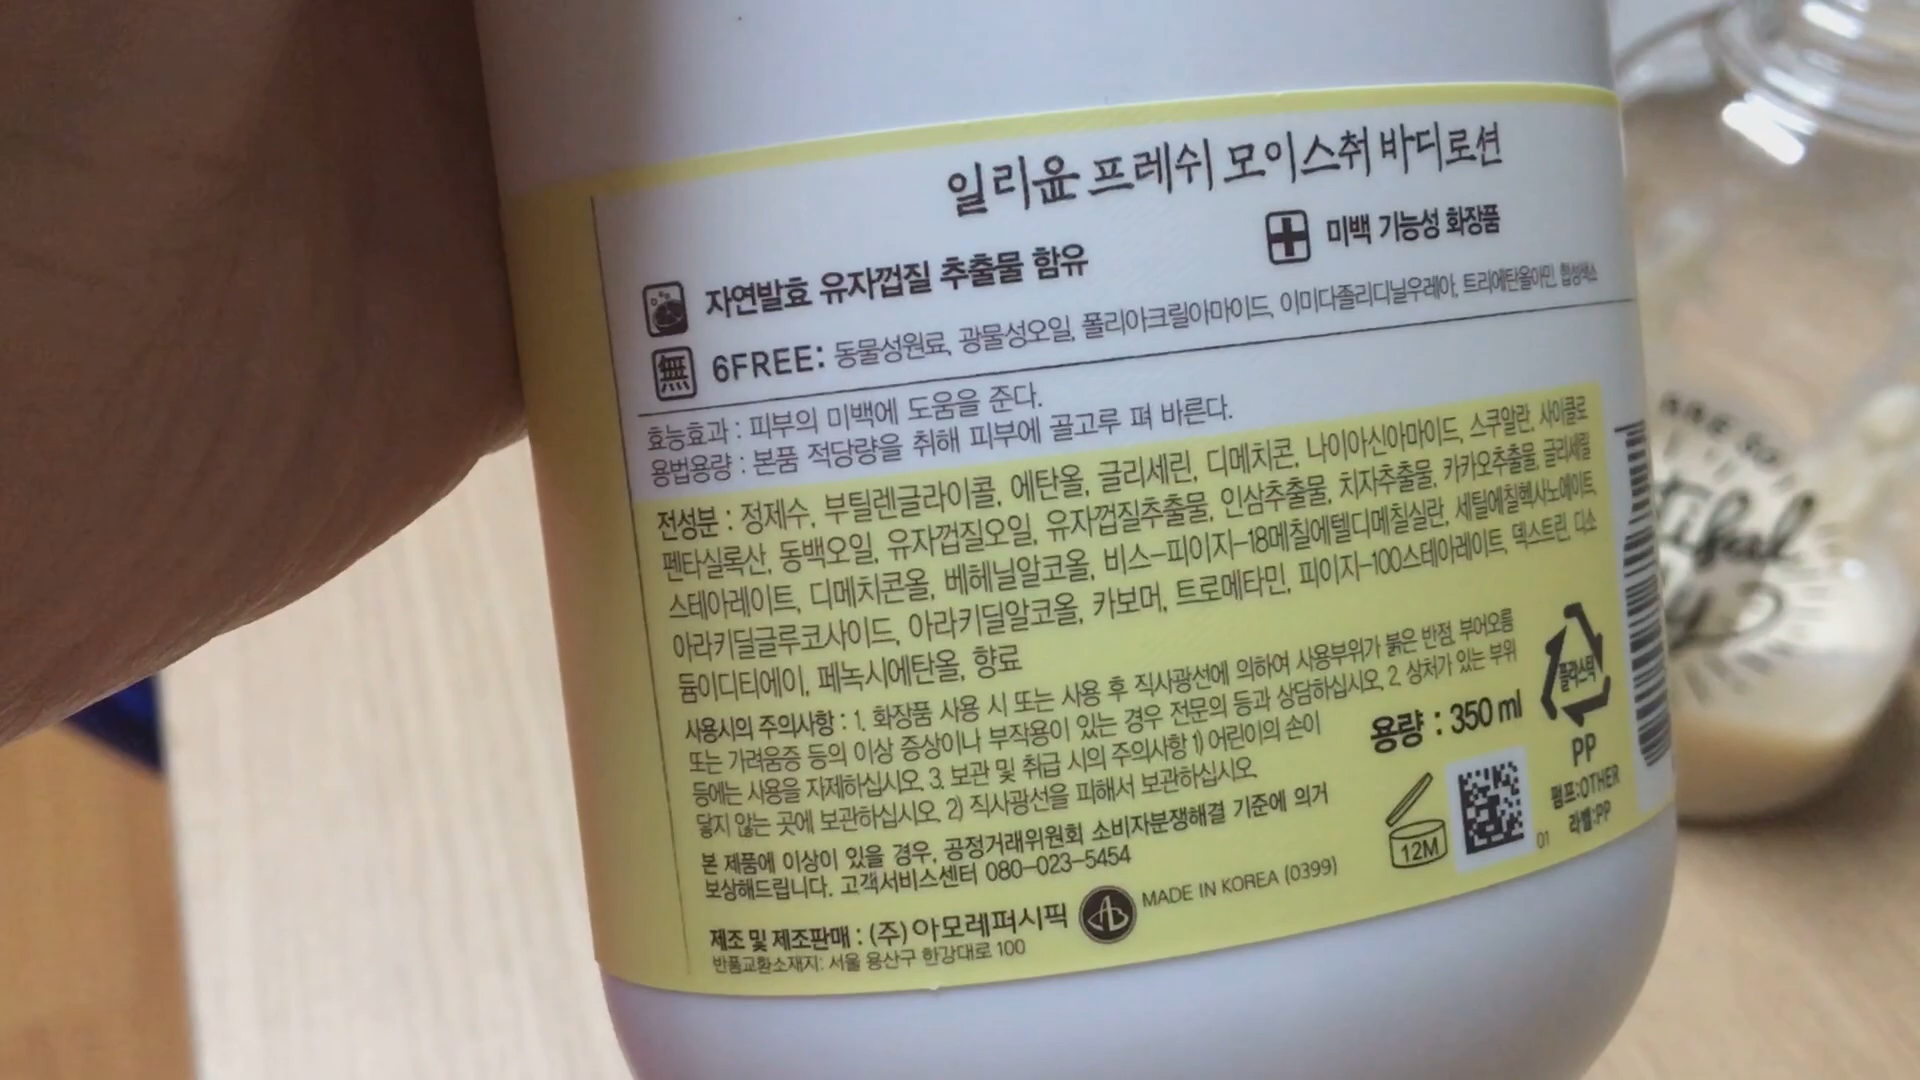 일리윤 프레쉬 모이스춰 바디로션
자연발효 유자껍질 추출물 함유
미백 기능성 화장품
無 6FREE: 동물성원료, 광물성오일, 폴리아크릴아마이드, 이미다졸리디닐우레아, 트리에탄올아민, 합성색소
효능효과 : 피부의 미백에 도움을 준다.
용법용량 : 본품 적당량을 취해 피부에 골고루 펴 바른다.
전성분 : 정제수, 부틸렌글라이콜, 에탄올, 글리세린, 디메치콘, 나이아신아마이드, 스쿠알란, 사이클로
펜타실록산, 동백오일, 유자껍질오일, 유자껍질추출물, 인삼추출물, 치자추출물, 카카오추출물, 글리세릴
스테아레이트, 디메치콘올, 베헤닐알코올, 비스-피이지-18메칠에텔디메칠실란, 세틸에칠헥사노에이트,
아라키딜글루코사이드, 아라키딜알코올, 카보머, 트로메타민, 피이지-100스테아레이트, 덱스트린, 디소
듐이디티에이, 페녹시에탄올, 향료
사용시의 주의사항 : 1. 화장품 사용 시 또는 사용 후 직사광선에 의하여 사용부위가 붉은 반점, 부어오름
또는 가려움증 등의 이상 증상이나 부작용이 있는 경우 전문의 등과 상담하십시오. 2. 상처가 있는 부위
등에는 사용을 자제하십시오. 3. 보관 및 취급 시의 주의사항 1) 어린이의 손이
닿지 않는 곳에 보관하십시오. 2) 직사광선을 피해서 보관하십시오.
본 제품에 이상이 있을 경우, 공정거래위원회 소비자분쟁해결 기준에 의거
보상해드립니다. 고객서비스센터 080-023-5454
제조 및 제조판매 : (주)아모레퍼시픽 MADE IN KOREA (0399)
반품교환소재지: 서울 용산구 한강대로 100
용량 : 350 ml
12M
01
플라스틱
PP
펌프:OTHER
라벨:PP